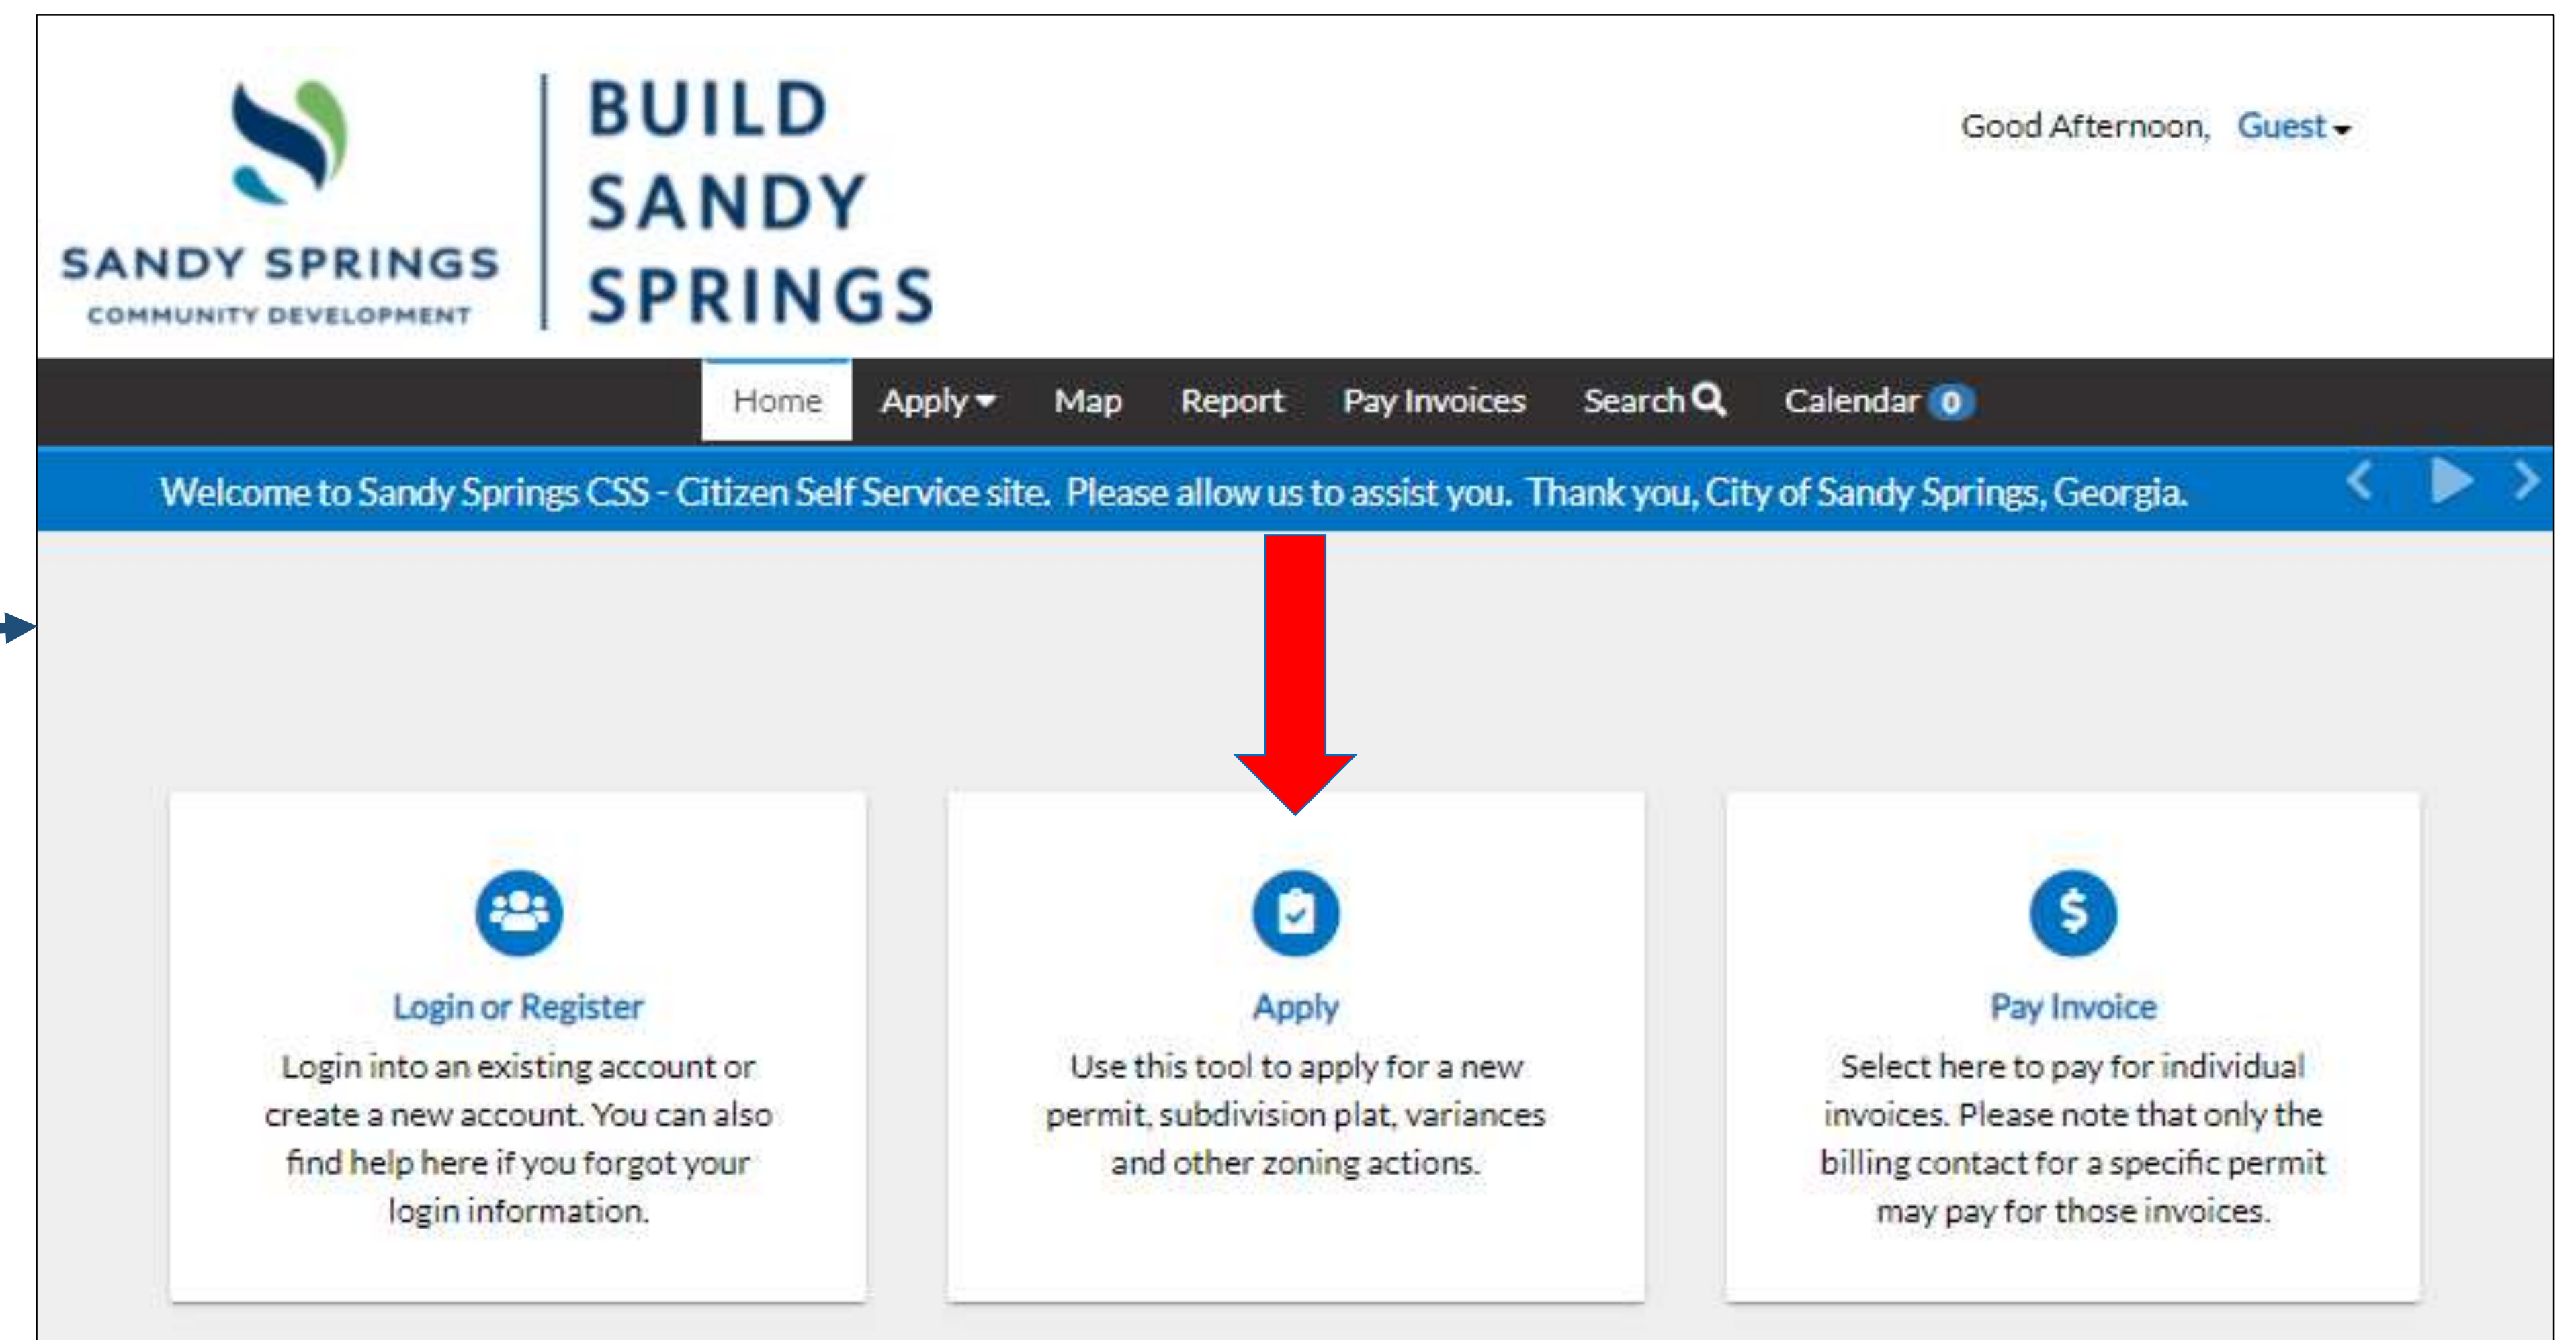 SANDY SPRINGS
COMMUNITY DEVELOPMENT
BUILD
SANDY
SPRINGS
Good Afternoon, Guest
Home Apply Map Report Pay Invoices Search Calendar 0
Welcome to Sandy Springs CSS - Citizen Self Service site. Please allow us to assist you. Thank you, City of Sandy Springs, Georgia.
Login or Register
Login into an existing account or
create a new account. You can also
find help here if you forgot your
login information.
Apply
Use this tool to apply for a new
permit, subdivision plat, variances
and other zoning actions.
$
Pay Invoice
Select here to pay for individual
invoices. Please note that only the
billing contact for a specific permit
may pay for those invoices.